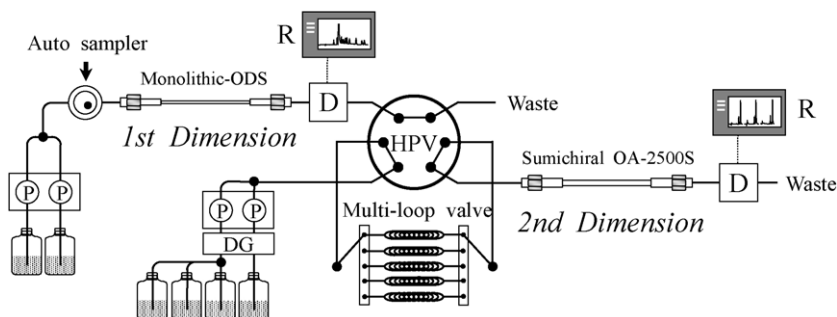 Auto sampler
R
Monolithic-ODS
D
Waste
1st Dimension
HPV
R
Sumichiral OA-2500S
D
Waste
P P
P P
Multi-loop valve
2nd Dimension
DG